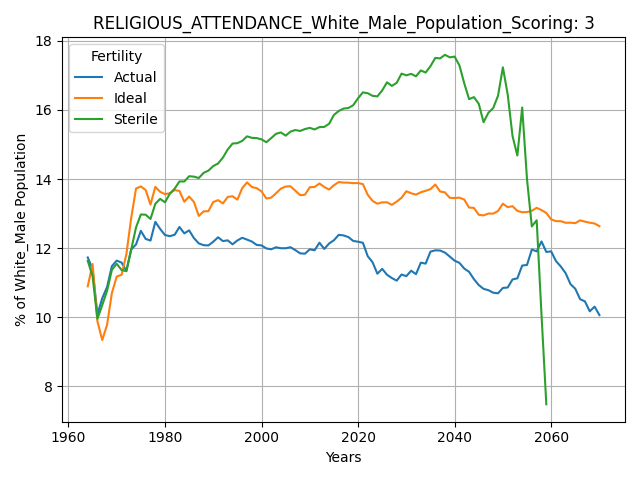 RELIGIOUS_ATTENDANCE_White_Male_Population_Scoring: 3
% of White_Male Population
18
16
14
12
10
8
Fertility
Actual
Ideal
Sterile
1960 1980 2000 2020 2040 2060
Years